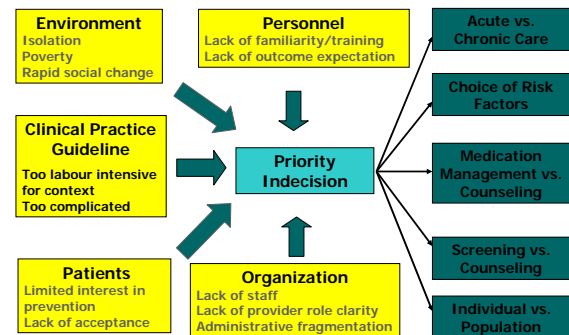 Environment
Isolation
Poverty
Rapid social change
Personnel
Lack of familiarity/training
Lack of outcome expectation
Clinical Practice
Guideline
Too labour intensive
for context
Too complicated
Patients
Limited interest in
prevention
Lack of acceptance
Organization
Lack of staff
Lack of provider role clarity
Administrative fragmentation
Priority
Indecision
Acute vs.
Chronic Care
Choice of Risk
Factors
Medication
Management vs.
Counseling
Screening vs.
Counseling
Individual vs.
Population